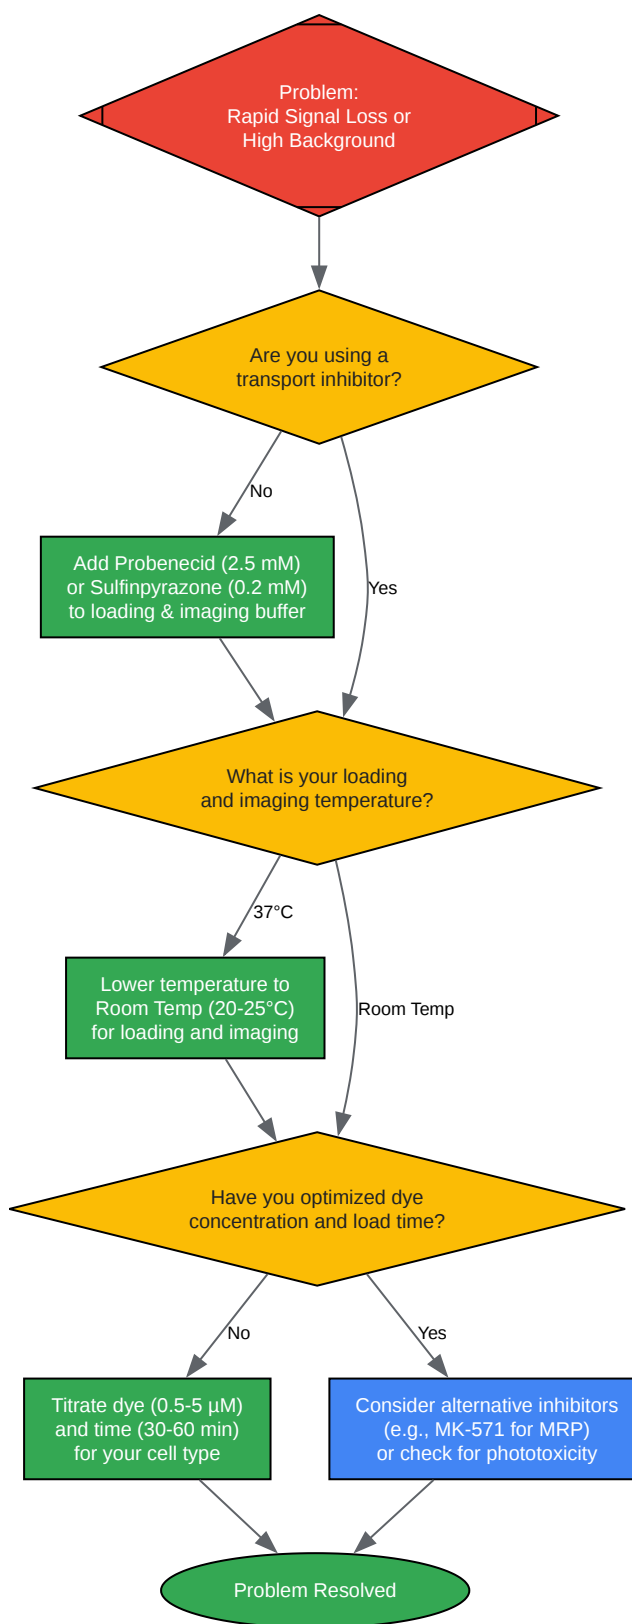 Problem:
Rapid Signal Loss or
High Background
Are you using a
transport inhibitor?
No
Yes
Add Probenecid (2.5 mM)
or Sulfinpyrazone (0.2 mM)
to loading & imaging buffer
What is your loading
and imaging temperature?
37°C
Room Temp
Lower temperature to
Room Temp (20-25°C)
for loading and imaging
Have you optimized dye
concentration and load time?
No
Yes
Titrate dye (0.5-5 µM)
and time (30-60 min)
for your cell type
Consider alternative inhibitors
(e.g., MK-571 for MRP)
or check for phototoxicity
Problem Resolved